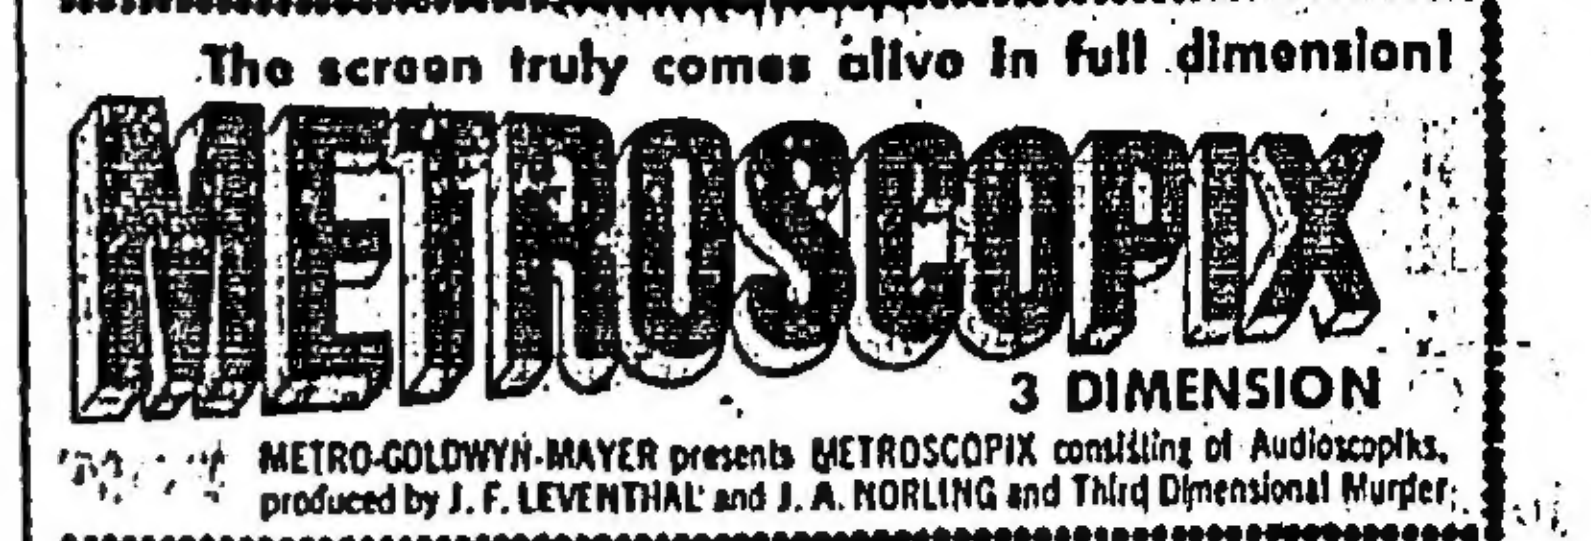 The screen truly comes alive in full dimension!
METROSCOPIX
3 DIMENSION
METRO-GOLDWYN-MAYER presents METROSCOPIX consisting of Audioscopiks,
produced by J. F. LEVENTHAL and J. A. NORLING and Third Dimensional Murder.